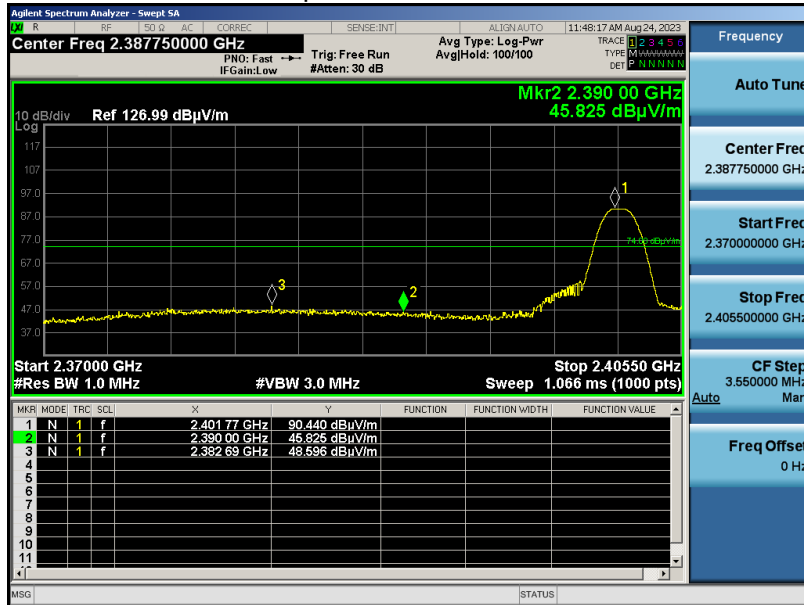 Agilent Spectrum Analyzer - Swept SA
LXI R RF 50 Ω AC CORREC SENSE:INT ALIGN AUTO 11:48:17 AM Aug 24, 2023
Center Freq 2.387750000 GHz
PNO: Fast
IFGain:Low
Trig: Free Run
#Atten: 30 dB
Avg Type: Log-Pwr
Avg|Hold: 100/100
TRACE 1 2 3 4 5 6
TYPE M
DET P N N N N N
Frequency
Auto Tune
Center Freq
2.387750000 GHz
Start Freq
2.370000000 GHz
Stop Freq
2.405500000 GHz
CF Step
3.550000 MHz
Auto Man
Freq Offset
0 Hz
Mkr2 2.390 00 GHz
45.825 dBµV/m
10 dB/div Ref 126.99 dBµV/m
Log
117
107
97.0
87.0
77.0
67.0
57.0
47.0
37.0
1
74.00 dBµV/m
3
2
Start 2.37000 GHz Stop 2.40550 GHz
#Res BW 1.0 MHz #VBW 3.0 MHz Sweep 1.066 ms (1000 pts)
MKR MODE TRC SCL X Y FUNCTION FUNCTION WIDTH FUNCTION VALUE
1 N 1 f 2.401 77 GHz 90.440 dBµV/m
2 N 1 f 2.390 00 GHz 45.825 dBµV/m
3 N 1 f 2.382 69 GHz 48.596 dBµV/m
4
5
6
7
8
9
10
11
MSG STATUS